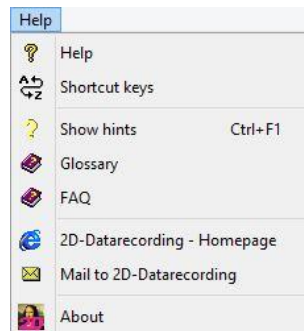 Help
Help
Shortcut keys
Show hints Ctrl+F1
Glossary
FAQ
2D-Datarecording - Homepage
Mail to 2D-Datarecording
About